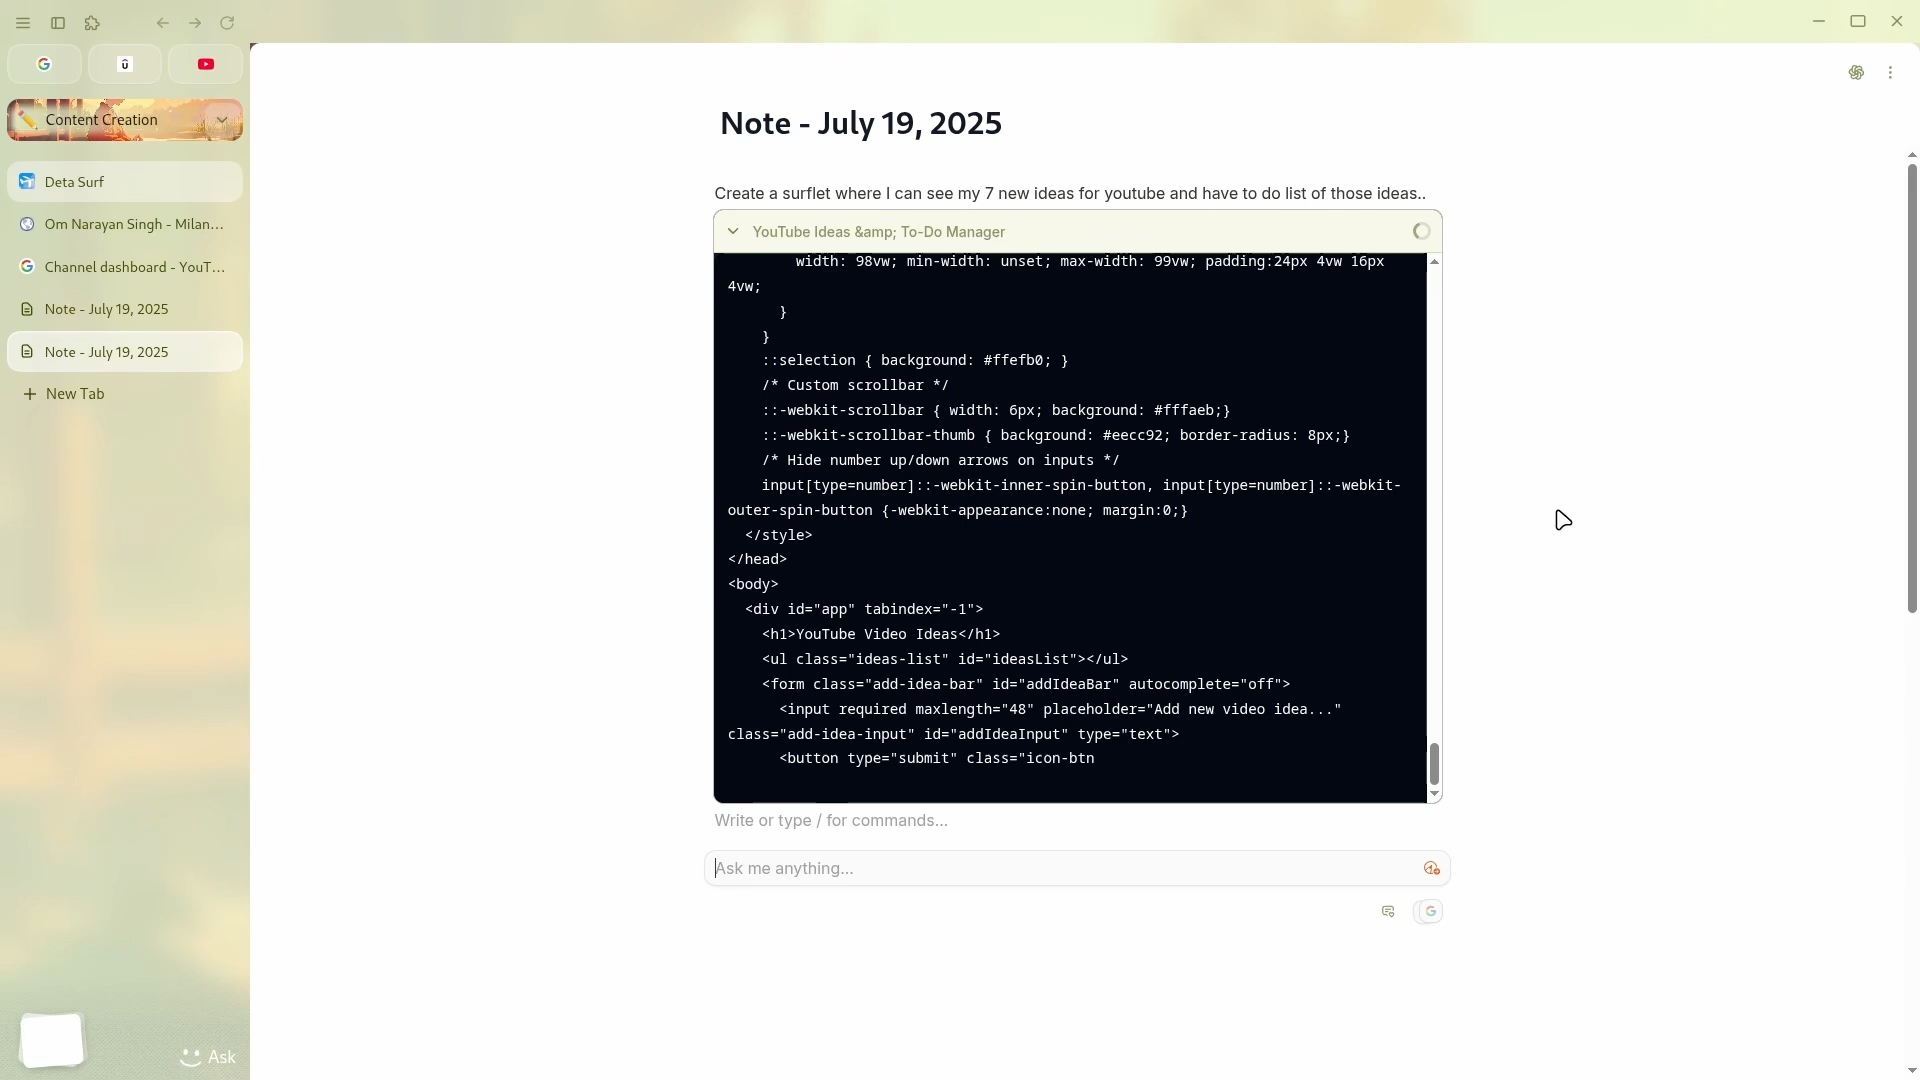 û
Content Creation
Deta Surf
Om Narayan Singh - Milan...
Channel dashboard - YouT...
Note - July 19, 2025
Note - July 19, 2025
New Tab
Ask
Note - July 19, 2025
Create a surflet where I can see my 7 new ideas for youtube and have to do list of those ideas..
YouTube Ideas &amp; To-Do Manager
width: 98vw; min-width: unset; max-width: 99vw; padding:24px 4vw 16px
4vw;
}
}
::selection { background: #ffefb0; }
/* Custom scrollbar */
::-webkit-scrollbar { width: 6px; background: #fffaeb;}
::-webkit-scrollbar-thumb { background: #eecc92; border-radius: 8px;}
/* Hide number up/down arrows on inputs */
input[type=number]::-webkit-inner-spin-button, input[type=number]::-webkit-
outer-spin-button {-webkit-appearance:none; margin:0;}
</style>
</head>
<body>
<div id="app" tabindex="-1">
<h1>YouTube Video Ideas</h1>
<ul class="ideas-list" id="ideasList"></ul>
<form class="add-idea-bar" id="addIdeaBar" autocomplete="off">
<input required maxlength="48" placeholder="Add new video idea..."
class="add-idea-input" id="addIdeaInput" type="text">
<button type="submit" class="icon-btn
Write or type / for commands...
Ask me anything...